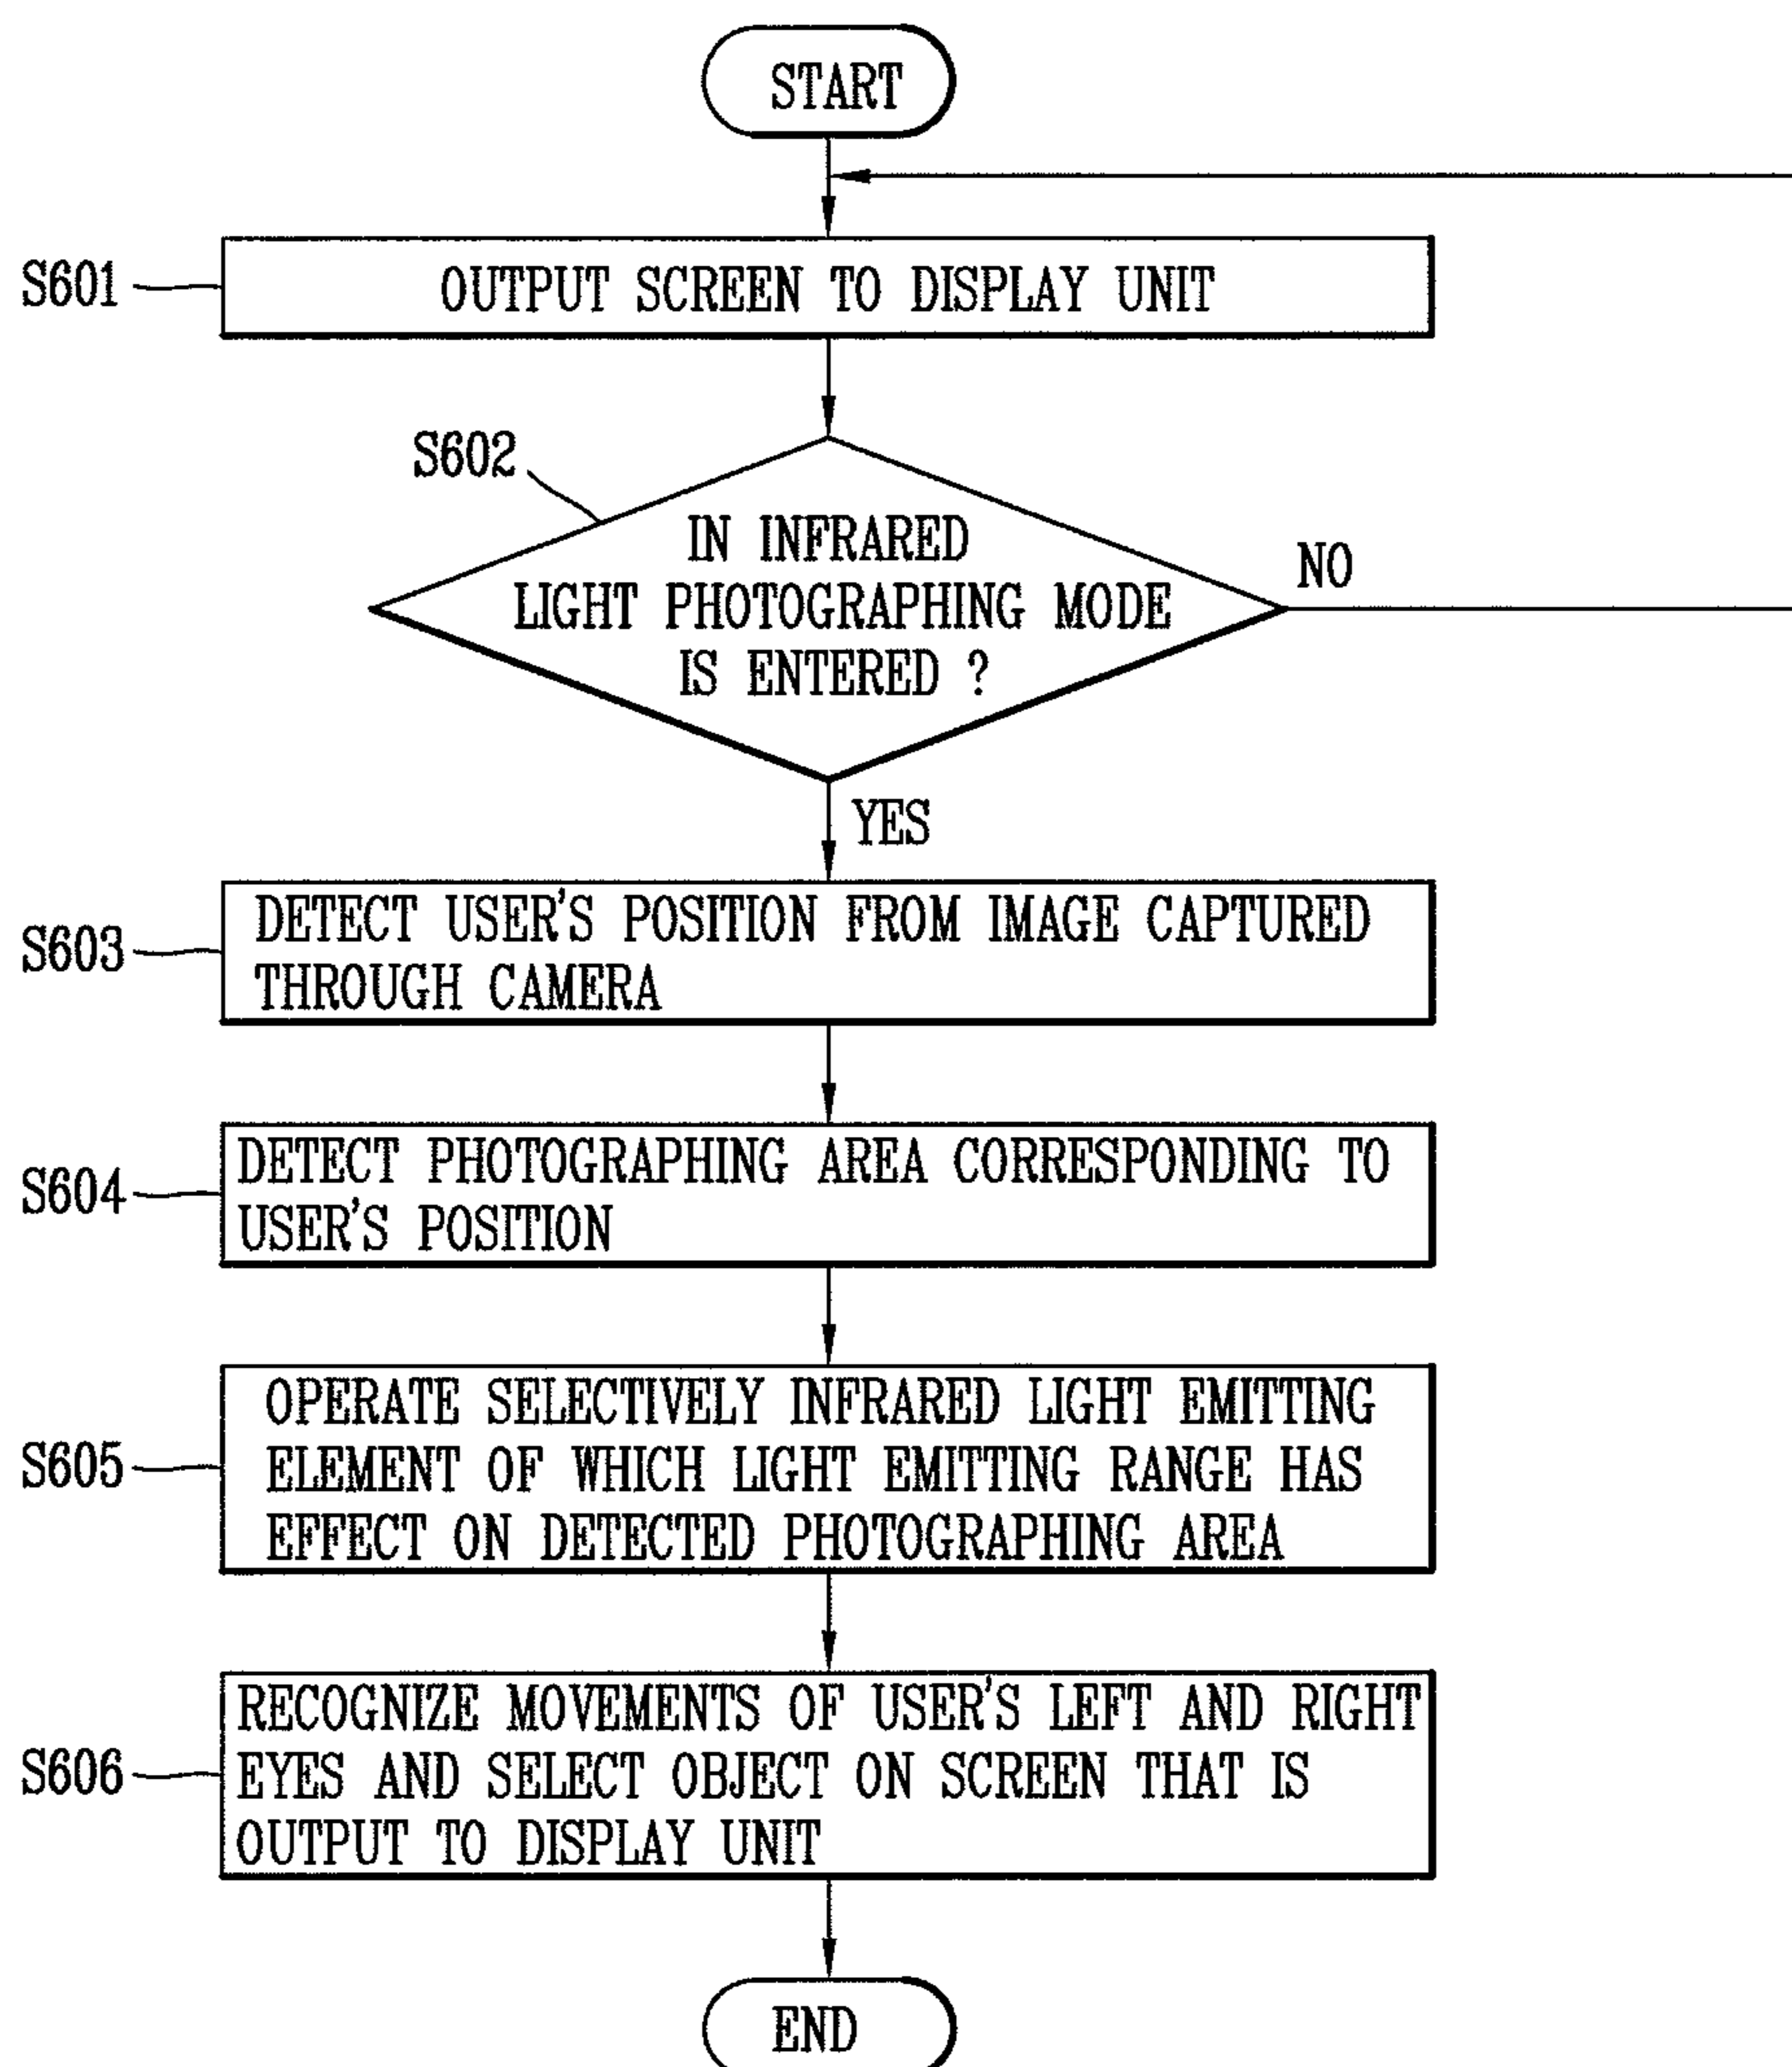 START
S601
OUTPUT SCREEN TO DISPLAY UNIT
S602
IN INFRARED
LIGHT PHOTOGRAPHING MODE
IS ENTERED ?
NO
YES
S603
DETECT USER'S POSITION FROM IMAGE CAPTURED
THROUGH CAMERA
S604
DETECT PHOTOGRAPHING AREA CORRESPONDING TO
USER'S POSITION
S605
OPERATE SELECTIVELY INFRARED LIGHT EMITTING
ELEMENT OF WHICH LIGHT EMITTING RANGE HAS
EFFECT ON DETECTED PHOTOGRAPHING AREA
S606
RECOGNIZE MOVEMENTS OF USER'S LEFT AND RIGHT
EYES AND SELECT OBJECT ON SCREEN THAT IS
OUTPUT TO DISPLAY UNIT
END